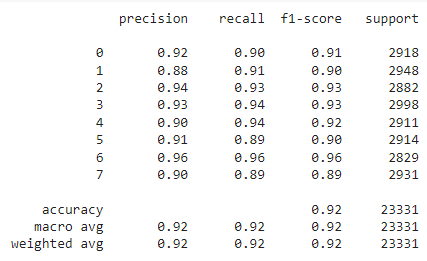 precision recall f1-score support
0 0.92 0.90 0.91 2918
1 0.88 0.91 0.90 2948
2 0.94 0.93 0.93 2882
3 0.93 0.94 0.93 2998
4 0.90 0.94 0.92 2911
5 0.91 0.89 0.90 2914
6 0.96 0.96 0.96 2829
7 0.90 0.89 0.89 2931
accuracy 0.92 23331
macro avg 0.92 0.92 0.92 23331
weighted avg 0.92 0.92 0.92 23331